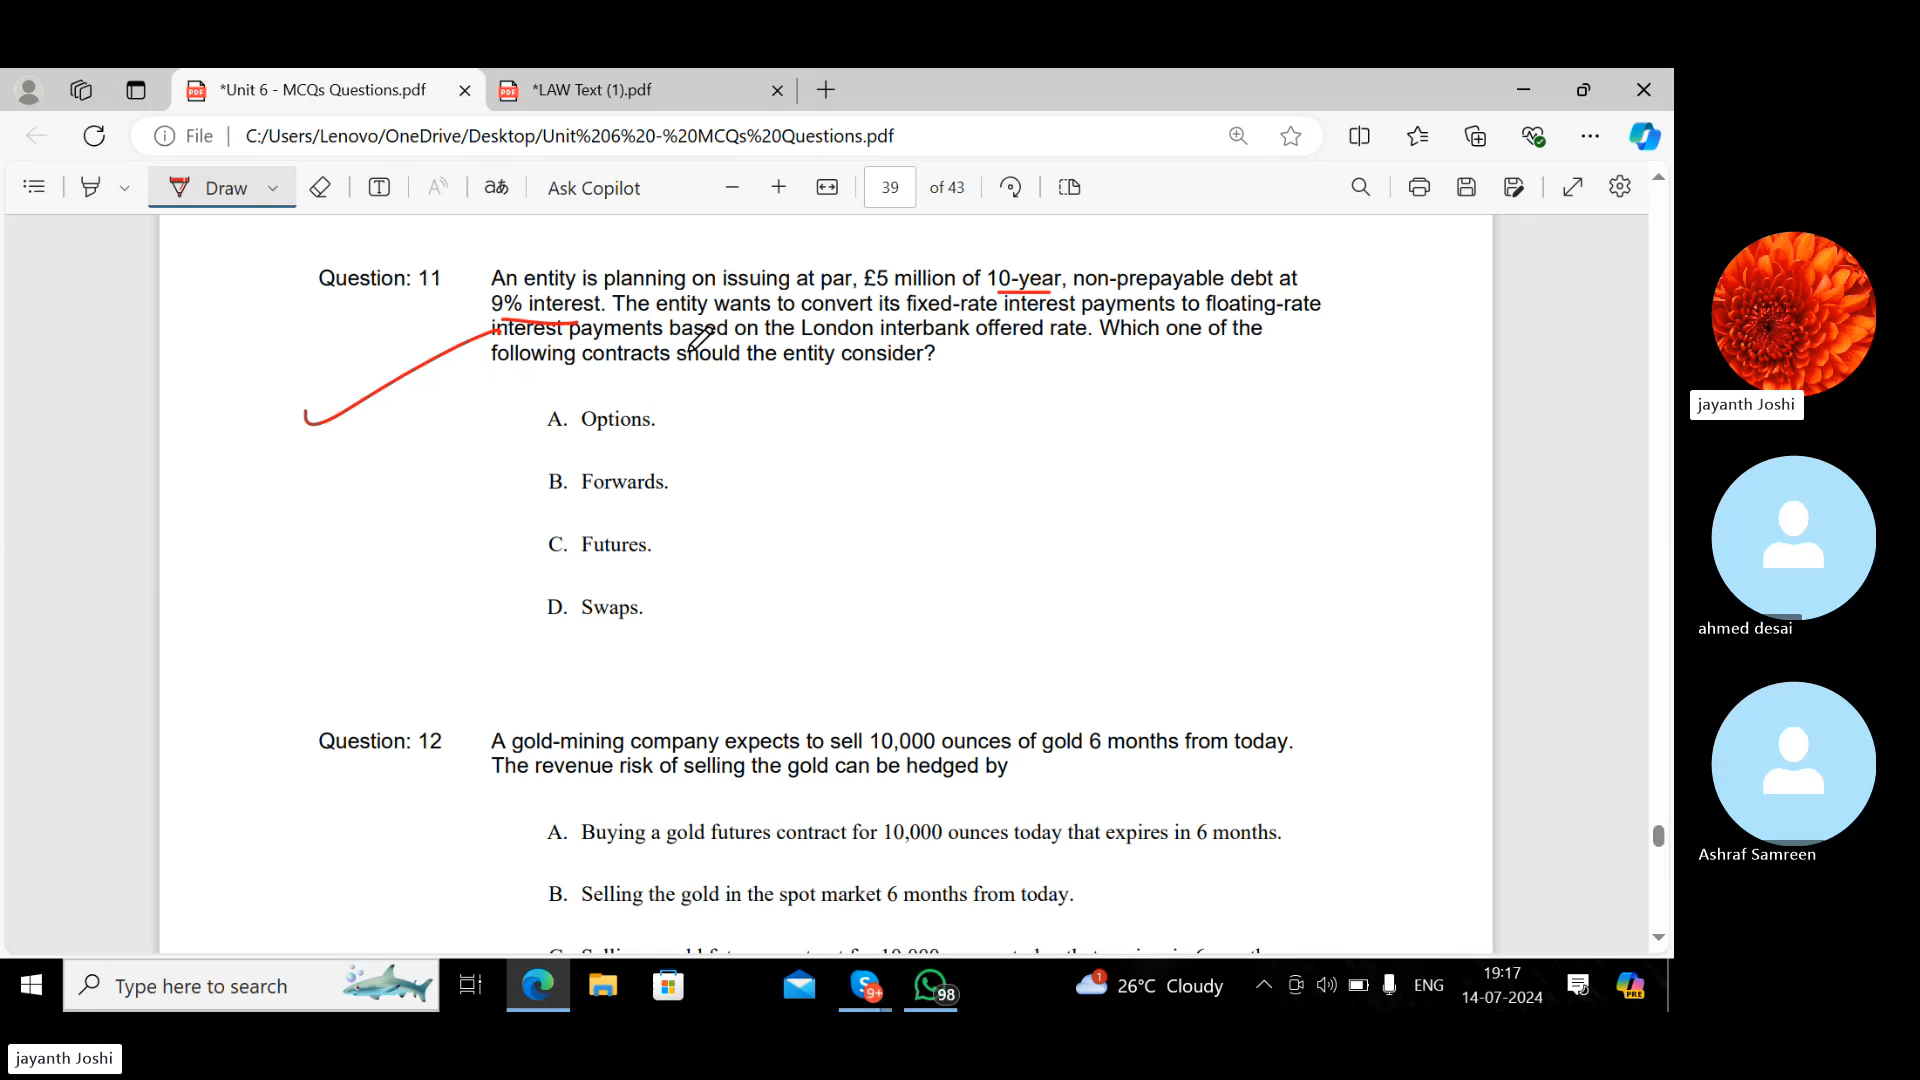 *Unit 6 - MCQs Questions.pdf
*LAW Text (1).pdf
File
C:/Users/Lenovo/OneDrive/Desktop/Unit%206%20-%20MCQs%20Questions.pdf
Draw
Ask Copilot
39
of 43
Question: 11
An entity is planning on issuing at par, £5 million of 10-year, non-prepayable debt at
9% interest. The entity wants to convert its fixed-rate interest payments to floating-rate
interest payments based on the London interbank offered rate. Which one of the
following contracts should the entity consider?
A. Options.
B. Forwards.
C. Futures.
D. Swaps.
Question: 12
A gold-mining company expects to sell 10,000 ounces of gold 6 months from today.
The revenue risk of selling the gold can be hedged by
A. Buying a gold futures contract for 10,000 ounces today that expires in 6 months.
B. Selling the gold in the spot market 6 months from today.
jayanth Joshi
ahmed desai
Ashraf Samreen
Type here to search
9+
98
1
26°C Cloudy
ENG
19:17
14-07-2024
PRE
jayanth Joshi